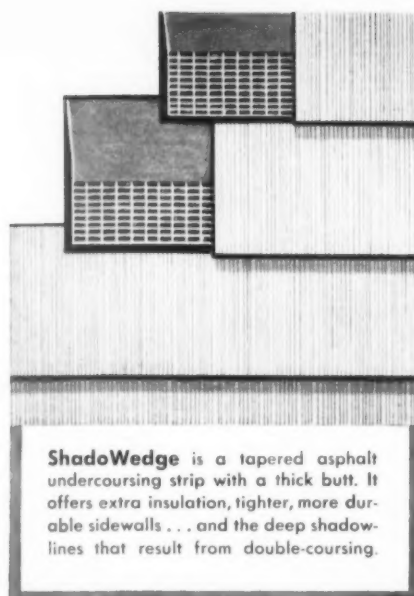 ShadoWedge is a tapered asphalt
undercoursing strip with a thick butt. It
offers extra insulation, tighter, more dur-
able sidewalls . . . and the deep shadow-
lines that result from double-coursing.